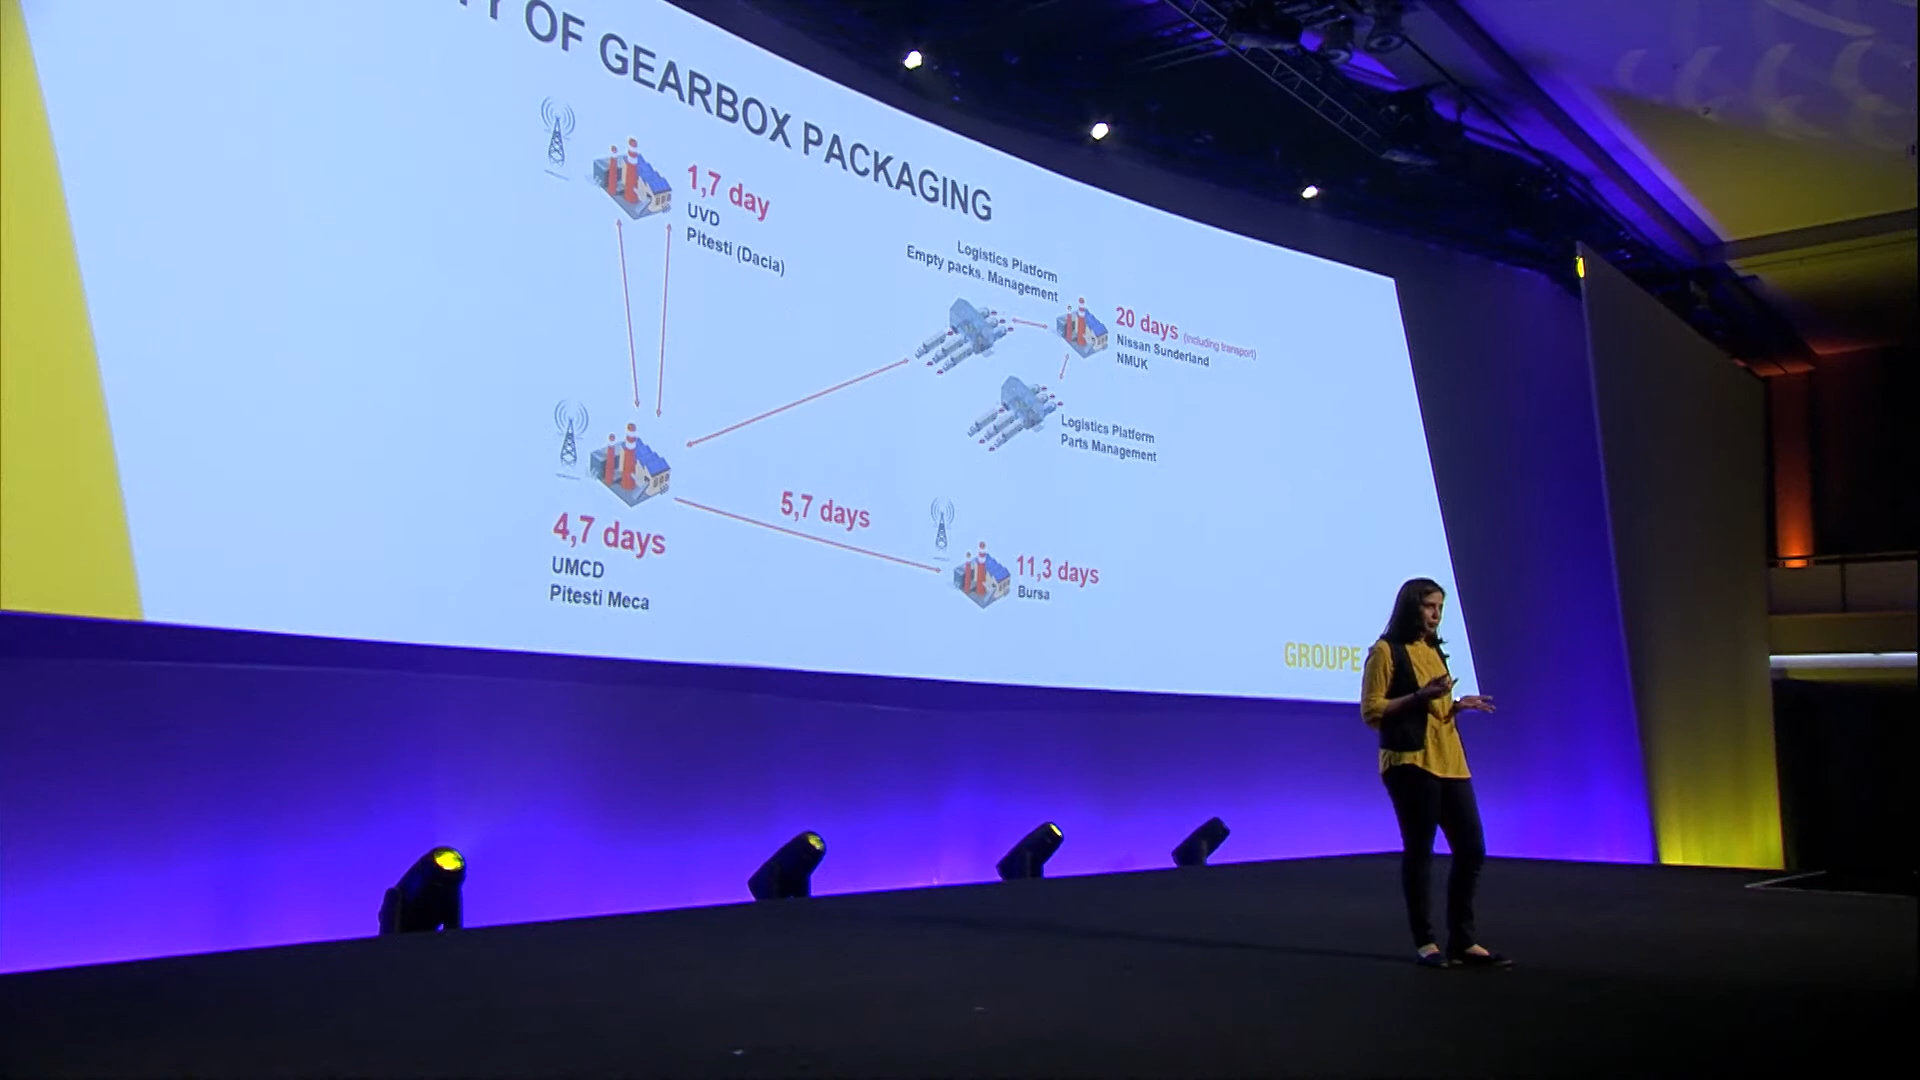 OF GEARBOX PACKAGING
1,7 day
UVD
Pitesti (Dacia)
Logistics Platform
Empty packs. Management
20 days (including transport)
Nissan Sunderland
NMUK
Logistics Platform
Parts Management
5,7 days
4,7 days
UMCD
Pitesti Meca
11,3 days
Bursa
GROUPE